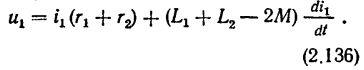 u₁ = i₁(r₁ + r₂) + (L₁ + L₂ − 2M) di₁/dt .
(2.136)